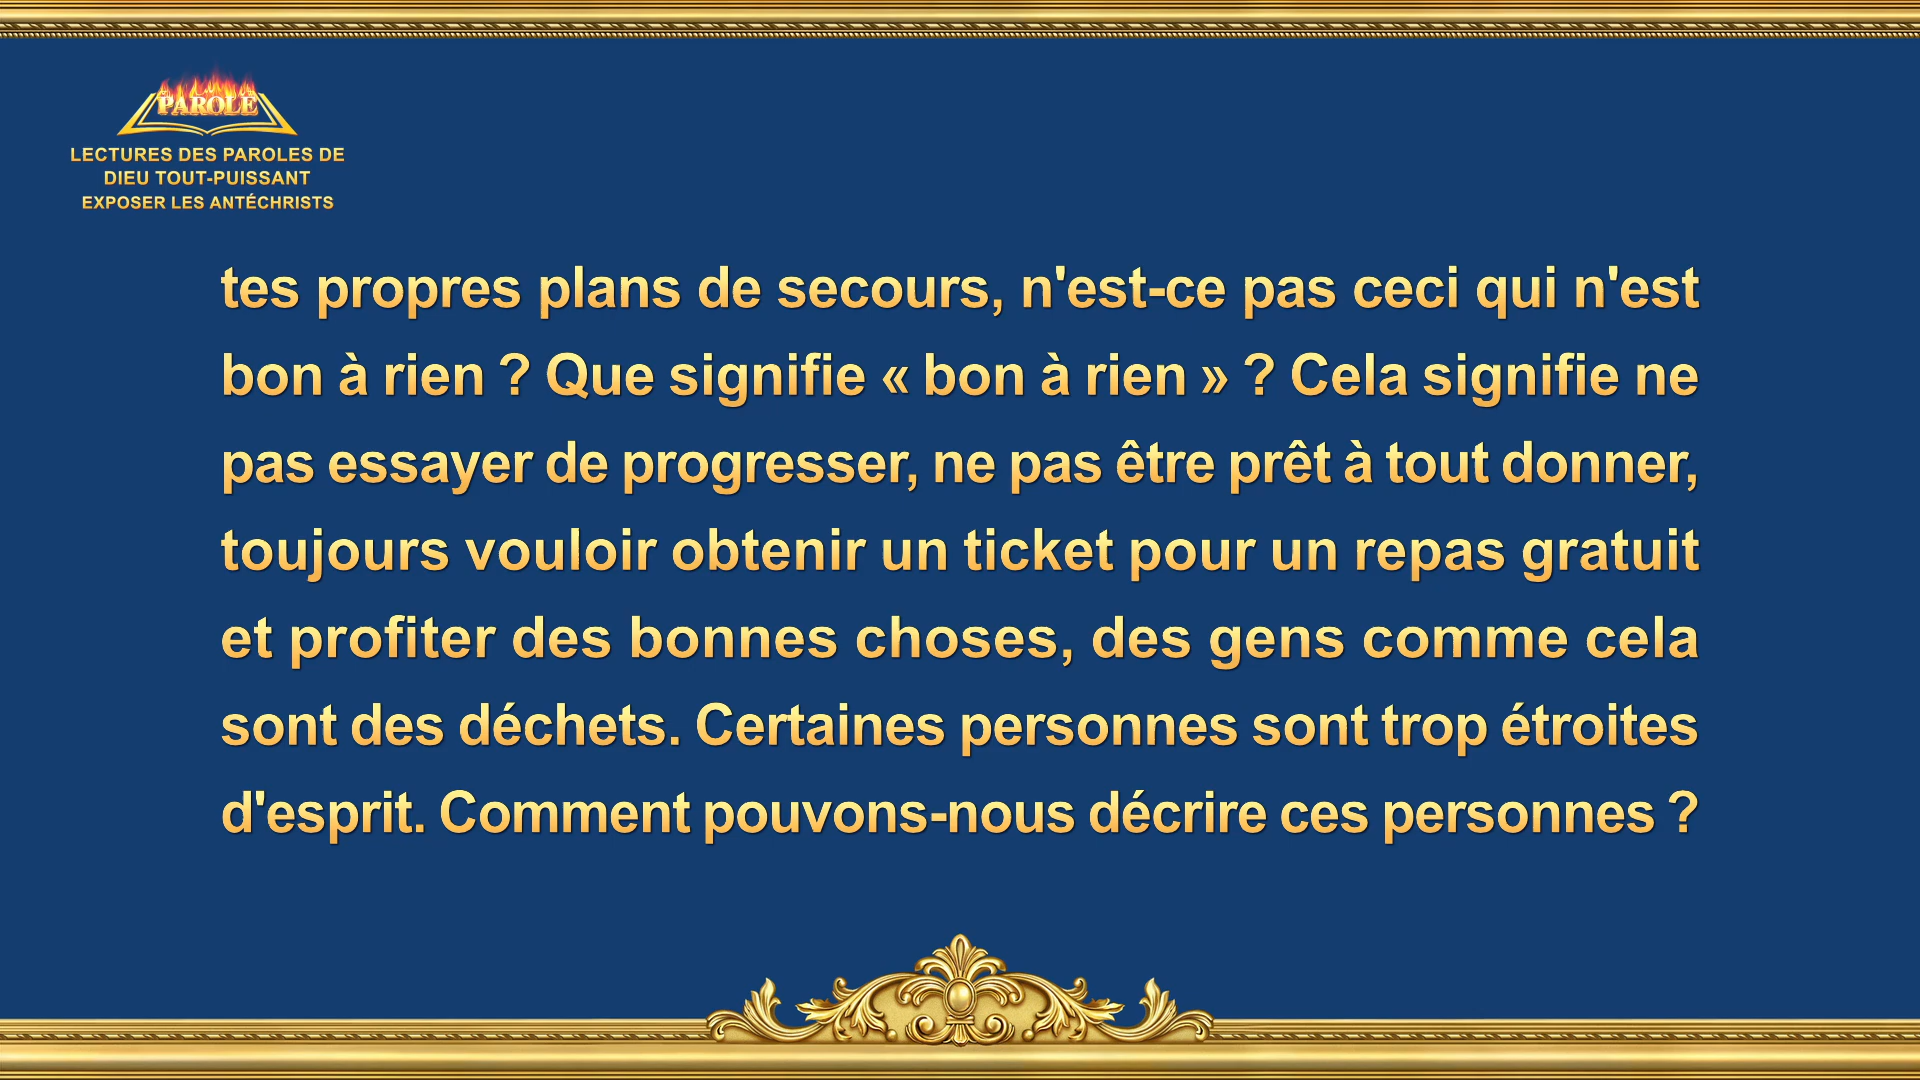 PAROLE
LECTURES DES PAROLES DE
DIEU TOUT-PUISSANT
EXPOSER LES ANTÉCHRISTS
tes propres plans de secours, n'est-ce pas ceci qui n'est
bon à rien ? Que signifie « bon à rien » ? Cela signifie ne
pas essayer de progresser, ne pas être prêt à tout donner,
toujours vouloir obtenir un ticket pour un repas gratuit
et profiter des bonnes choses, des gens comme cela
sont des déchets. Certaines personnes sont trop étroites
d'esprit. Comment pouvons-nous décrire ces personnes ?